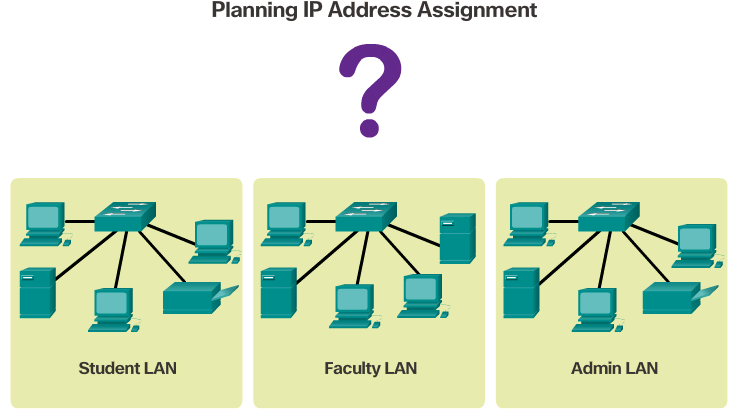 Planning IP Address Assignment
?
Student LAN
Faculty LAN
Admin LAN